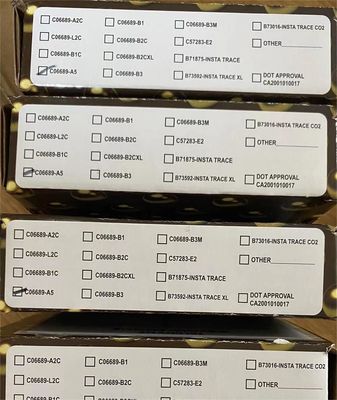 C06689-A2C C06689-B1 C06689-B3M B73016-INSTA TRACE CO2
C06689-L2C C06689-B2C C57283-E2 OTHER
C06689-B1C C06689-B2CXL B71875-INSTA TRACE
C06689-A5 C06689-B3 B73592-INSTA TRACE XL DOT APPROVAL
CA2001010017
C06689-A2C C06689-B1 C06689-B3M B73016-INSTA TRACE CO2
C06689-L2C C06689-B2C C57283-E2 OTHER
C06689-B1C C06689-B2CXL B71875-INSTA TRACE
C06689-A5 C06689-B3 B73592-INSTA TRACE XL DOT APPROVAL
CA2001010017
C06689-A2C C06689-B1 C06689-B3M B73016-INSTA TRACE CO2
C06689-L2C C06689-B2C C57283-E2 OTHER
C06689-B1C C06689-B2CXL B71875-INSTA TRACE
C06689-A5 C06689-B3 B73592-INSTA TRACE XL DOT APPROVAL
CA2001010017
C06689-A2C C06689-B1 C06689-B3M B73016-INSTA TRACE CO2
C06689-L2C C06689-B2C C57283-E2 OTHER